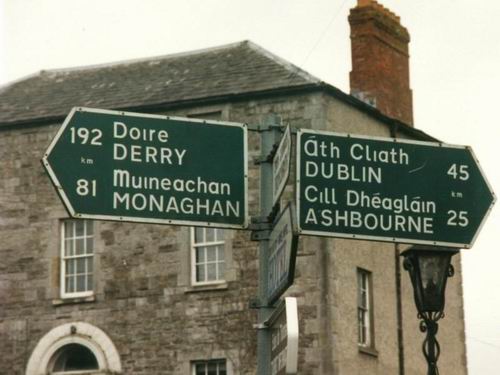 192 Doire
km DERRY
81 Muineachan
MONAGHAN
Áth Cliath 45
DUBLIN km
Cill Dhéagláin
ASHBOURNE 25